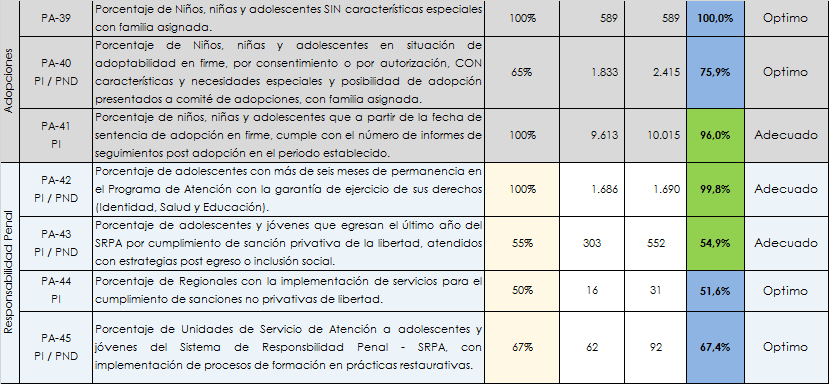 Adopciones
PA-39
Porcentaje de Niños, niñas y adolescentes SIN características especiales
con familia asignada.
100%
589
589
100,0%
Optimo
PA-40
PI / PND
Porcentaje de Niños, niñas y adolescentes en situación de
adoptabilidad en firme, por consentimiento o por autorización, CON
características y necesidades especiales y posibilidad de adopción
presentados a comité de adopciones, con familia asignada.
65%
1.833
2.415
75,9%
Optimo
PA-41
PI
Porcentaje de niños, niñas y adolescentes que a partir de la fecha de
sentencia de adopción en firme, cumple con el número de informes de
seguimientos post adopción en el periodo establecido.
100%
9.613
10.015
96,0%
Adecuado
Responsabilidad Penal
PA-42
PI / PND
Porcentaje de adolescentes con más de seis meses de permanencia en
el Programa de Atención con la garantía de ejercicio de sus derechos
(Identidad, Salud y Educación).
100%
1.686
1.690
99,8%
Adecuado
PA-43
PI / PND
Porcentaje de adolescentes y jóvenes que egresan el último año del
SRPA por cumplimiento de sanción privativa de la libertad, atendidos
con estrategias post egreso o inclusión social.
55%
303
552
54,9%
Adecuado
PA-44
PI
Porcentaje de Regionales con la implementación de servicios para el
cumplimiento de sanciones no privativas de libertad.
50%
16
31
51,6%
Optimo
PA-45
PI / PND
Porcentaje de Unidades de Servicio de Atención a adolescentes y
jóvenes del Sistema de Responsbilidad Penal - SRPA, con
implementación de procesos de formación en prácticas restaurativas.
67%
62
92
67,4%
Optimo